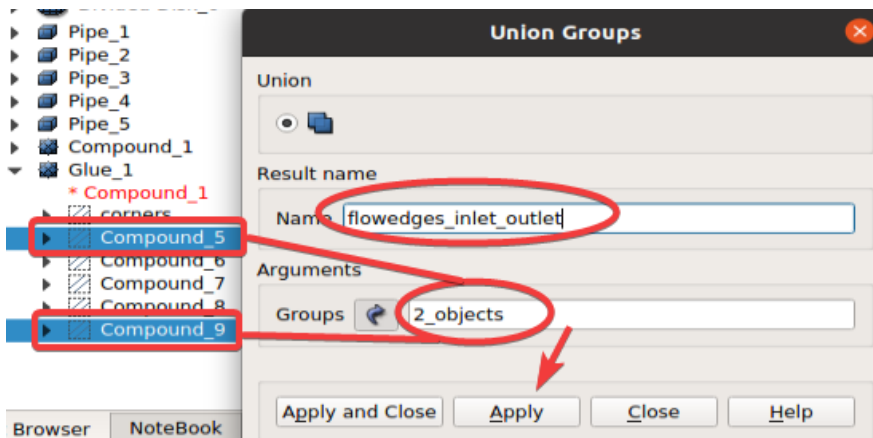 Pipe_1
Pipe_2
Pipe_3
Pipe_4
Pipe_5
Compound_1
Glue_1
* Compound_1
corners
Compound_5
Compound_6
Compound_7
Compound_8
Compound_9
Browser
NoteBook
Union Groups
Union
Result name
Name flowedges_inlet_outlet
Arguments
Groups 2_objects
Apply and Close Apply Close Help